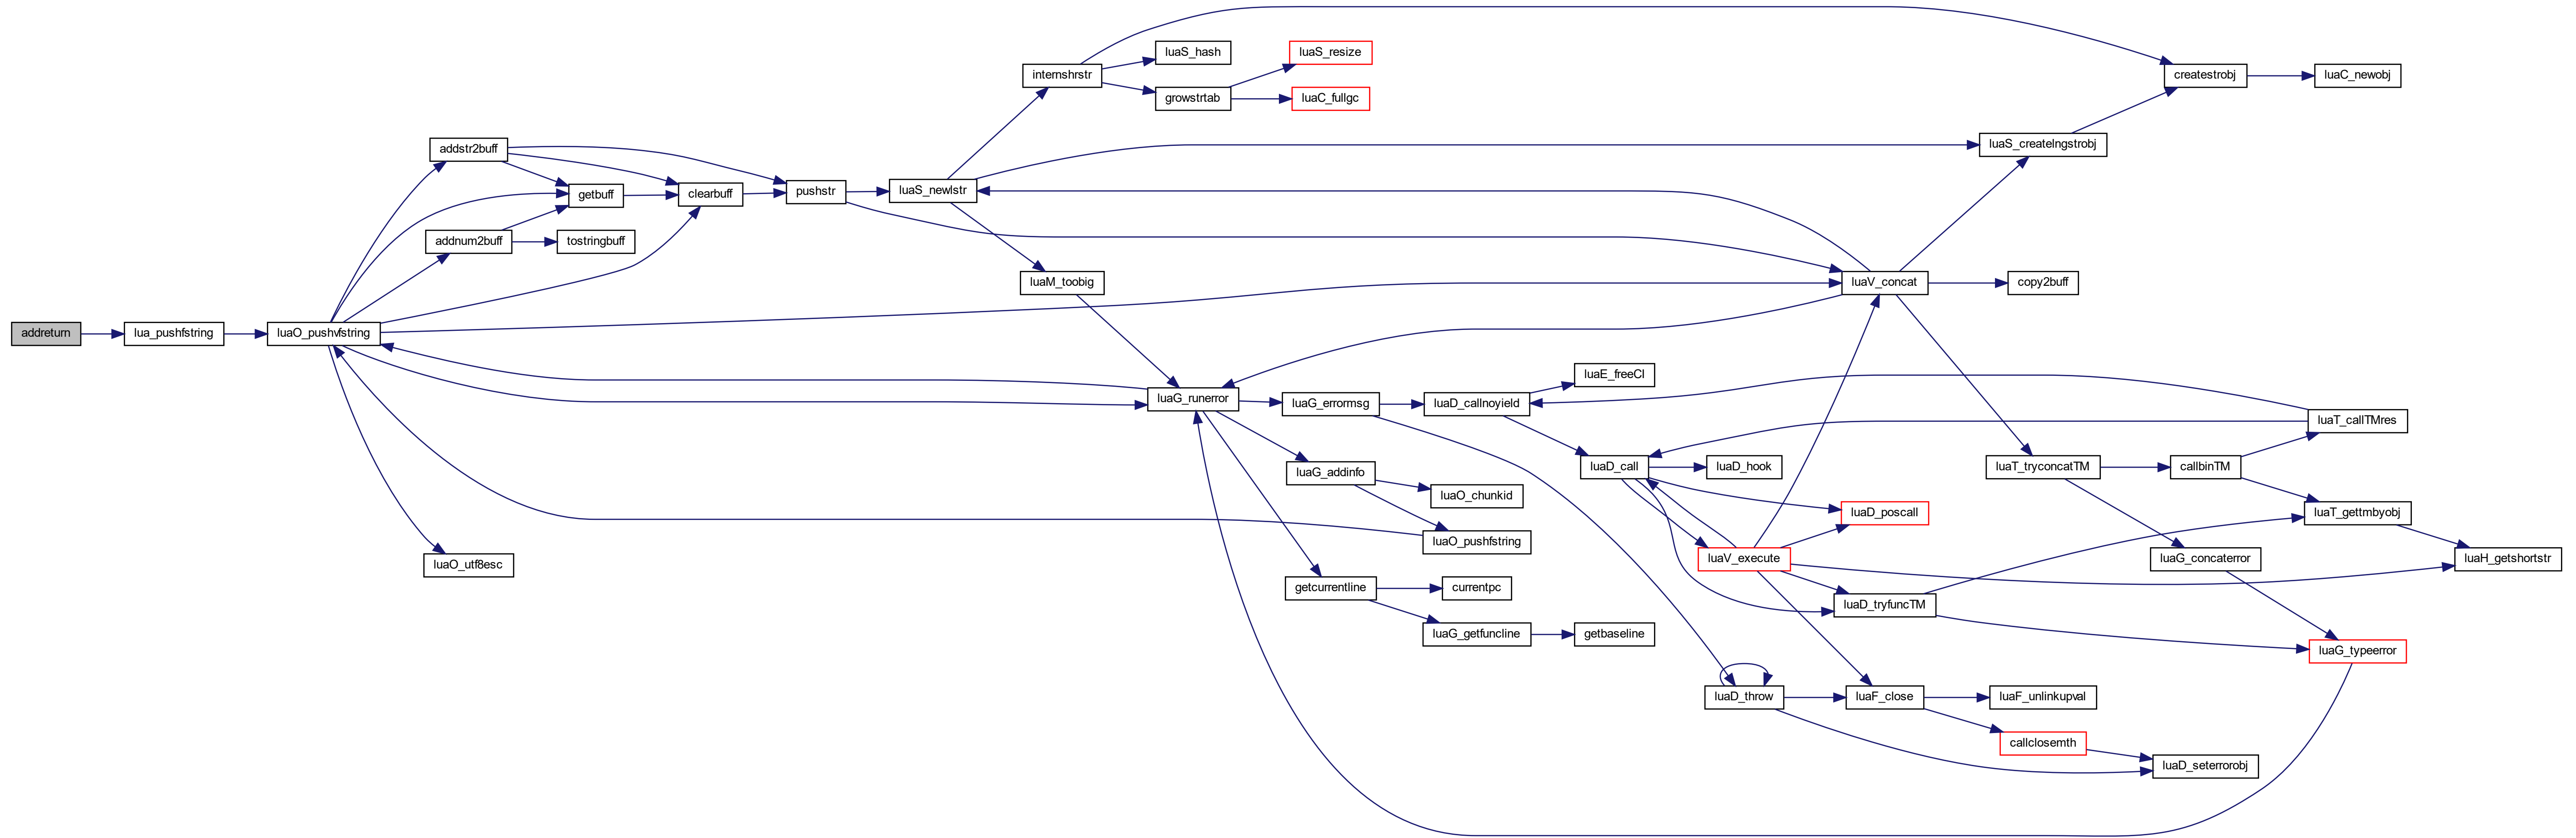 addreturn
lua_pushfstring
luaO_pushvfstring
addstr2buff
getbuff
addnum2buff
tostringbuff
clearbuff
pushstr
luaO_utf8esc
luaS_newlstr
internshrstr
luaS_hash
growstrtab
luaS_resize
luaC_fullgc
luaM_toobig
luaG_runerror
luaG_errormsg
luaG_addinfo
luaO_chunkid
luaO_pushfstring
getcurrentline
currentpc
luaG_getfuncline
getbaseline
luaD_callnoyield
luaE_freeCI
luaD_call
luaD_hook
luaD_poscall
luaV_execute
luaD_tryfuncTM
luaD_throw
luaF_close
luaF_unlinkupval
callclosemth
luaD_seterrorobj
luaV_concat
copy2buff
luaS_createlngstrobj
createstrobj
luaC_newobj
luaT_tryconcatTM
callbinTM
luaT_callTMres
luaT_gettmbyobj
luaH_getshortstr
luaG_concaterror
luaG_typeerror